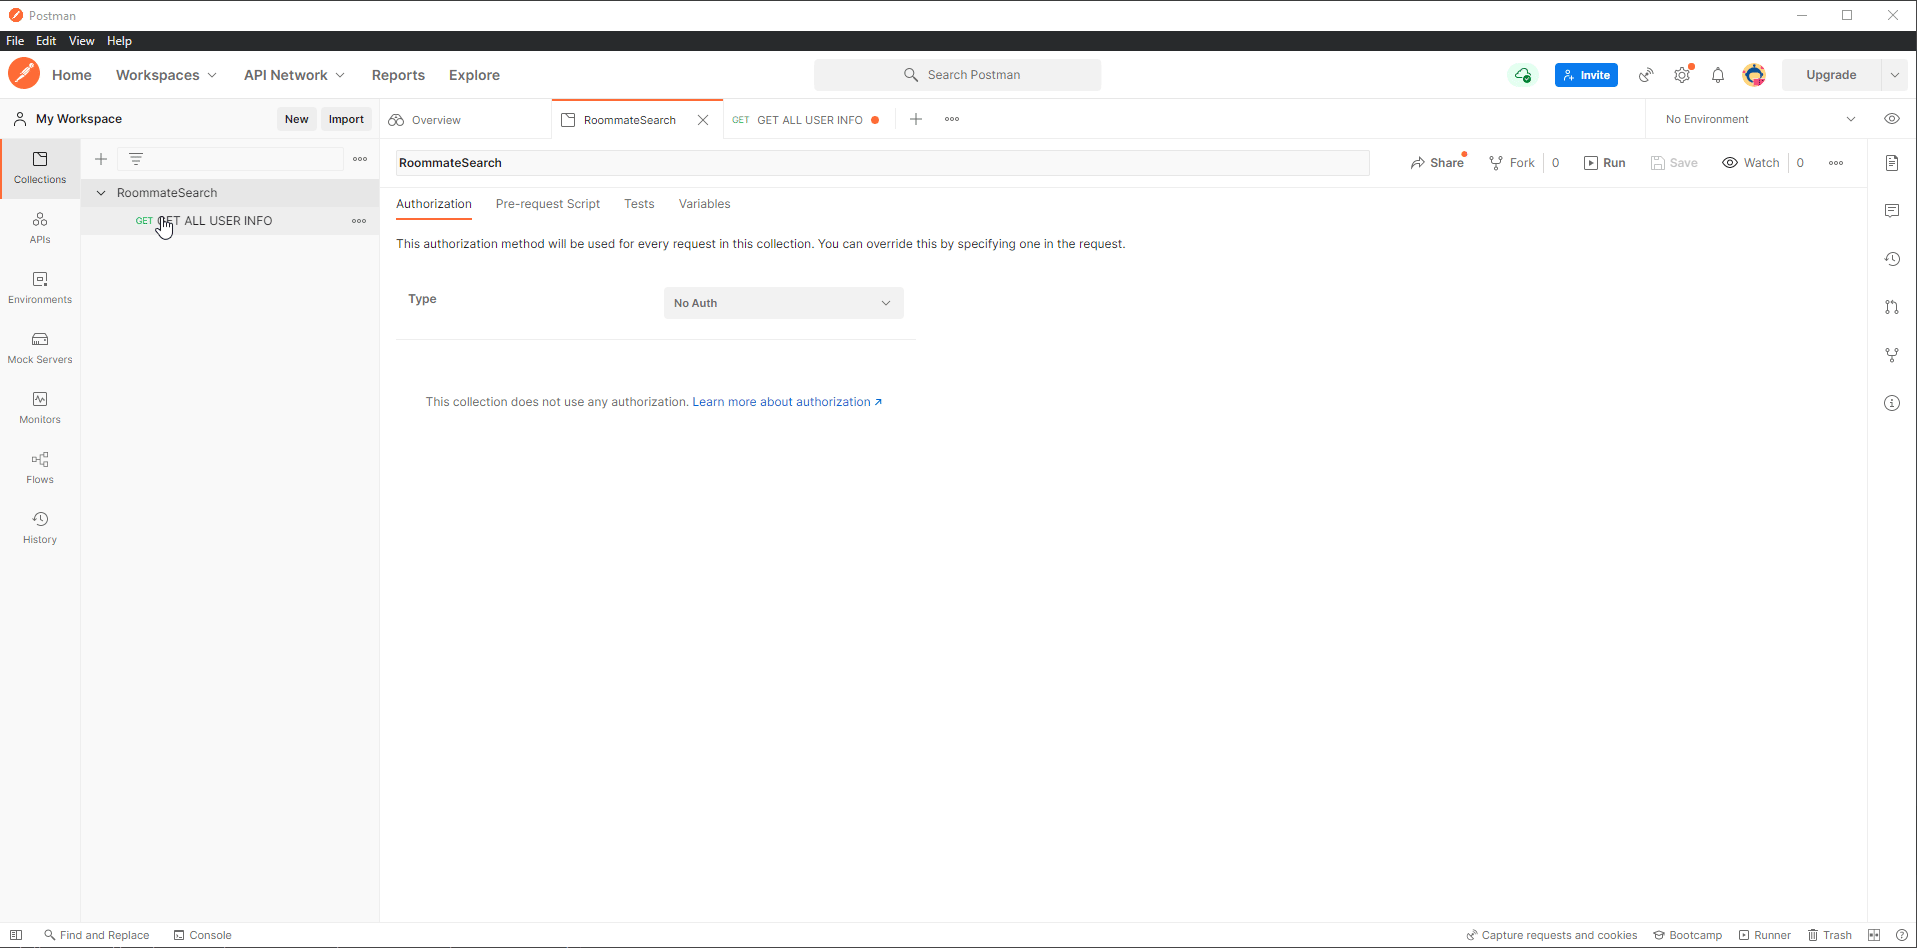 Postman
File Edit View Help
Home Workspaces API Network Reports Explore Search Postman Invite Upgrade
My Workspace New Import Overview RoommateSearch GET GET ALL USER INFO No Environment
Collections
RoommateSearch Share Fork 0 Run Save Watch 0
RoommateSearch
GET GET ALL USER INFO
Authorization Pre-request Script Tests Variables
APIs
This authorization method will be used for every request in this collection. You can override this by specifying one in the request.
Environments
Type No Auth
Mock Servers
This collection does not use any authorization. Learn more about authorization ↗
Monitors
Flows
History
Find and Replace Console Capture requests and cookies Bootcamp Runner Trash